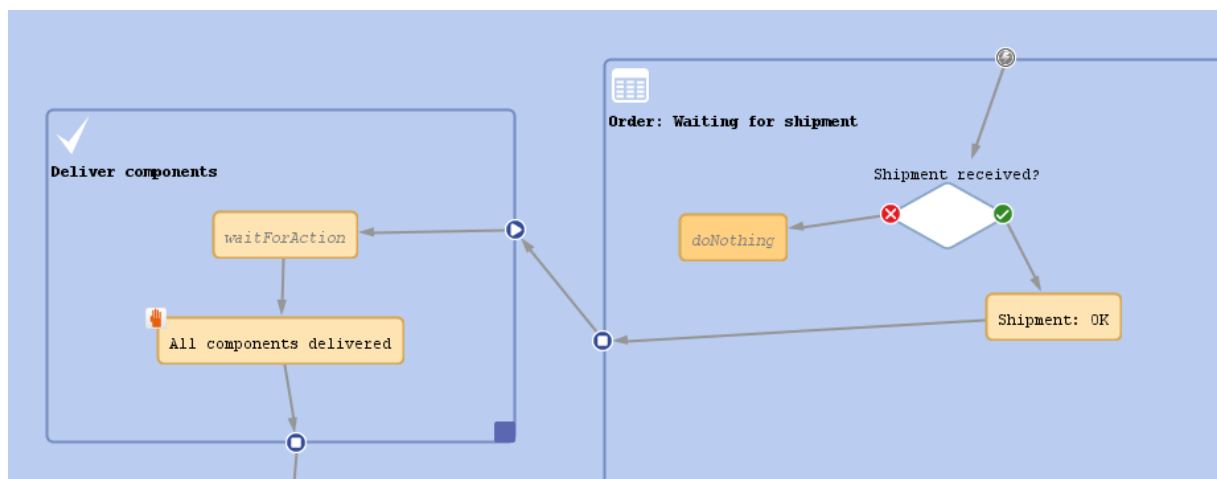 Deliver components
waitForAction
All components delivered
Order: Waiting for shipment
Shipment received?
doNothing
Shipment: OK